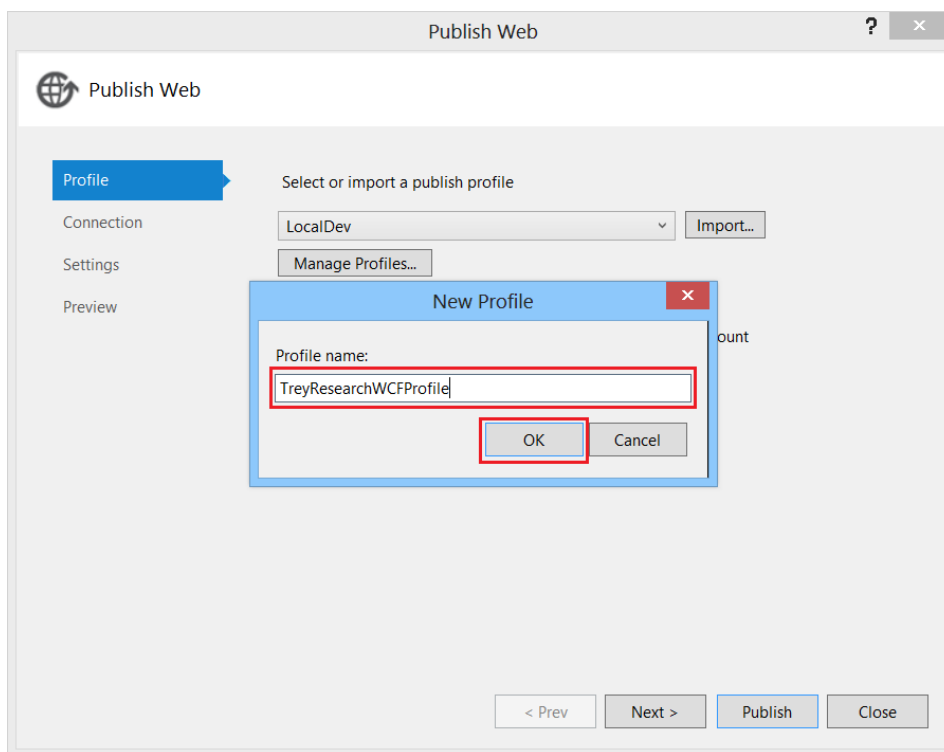 Publish Web
?
Publish Web
Profile
Select or import a publish profile
Connection
LocalDev
Import...
Settings
Manage Profiles...
Preview
New Profile
ount
Profile name:
TreyResearchWCFProfile
OK
Cancel
< Prev
Next >
Publish
Close